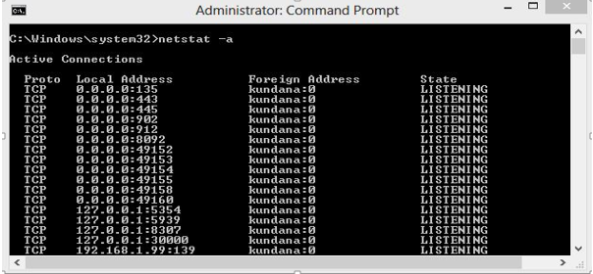 Administrator: Command Prompt
C:\Windows\system32>netstat -a
Active Connections
Proto Local Address Foreign Address State
TCP 0.0.0.0:135 kundana:0 LISTENING
TCP 0.0.0.0:443 kundana:0 LISTENING
TCP 0.0.0.0:445 kundana:0 LISTENING
TCP 0.0.0.0:902 kundana:0 LISTENING
TCP 0.0.0.0:912 kundana:0 LISTENING
TCP 0.0.0.0:8092 kundana:0 LISTENING
TCP 0.0.0.0:49152 kundana:0 LISTENING
TCP 0.0.0.0:49153 kundana:0 LISTENING
TCP 0.0.0.0:49154 kundana:0 LISTENING
TCP 0.0.0.0:49155 kundana:0 LISTENING
TCP 0.0.0.0:49158 kundana:0 LISTENING
TCP 0.0.0.0:49160 kundana:0 LISTENING
TCP 127.0.0.1:5354 kundana:0 LISTENING
TCP 127.0.0.1:5939 kundana:0 LISTENING
TCP 127.0.0.1:8307 kundana:0 LISTENING
TCP 127.0.0.1:30000 kundana:0 LISTENING
TCP 192.168.1.99:139 kundana:0 LISTENING